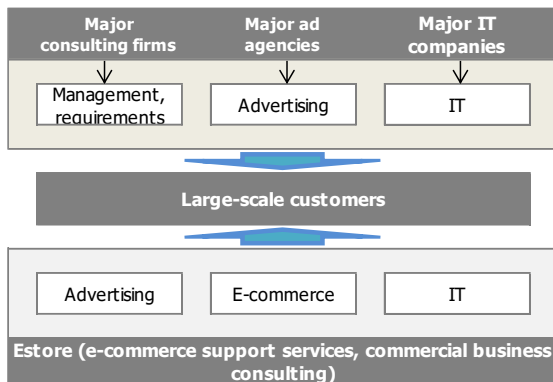 Major
consulting firms
Major ad
agencies
Major IT
companies
Management,
requirements
Advertising
IT
Large-scale customers
Advertising
E-commerce
IT
Estore (e-commerce support services, commercial business
consulting)